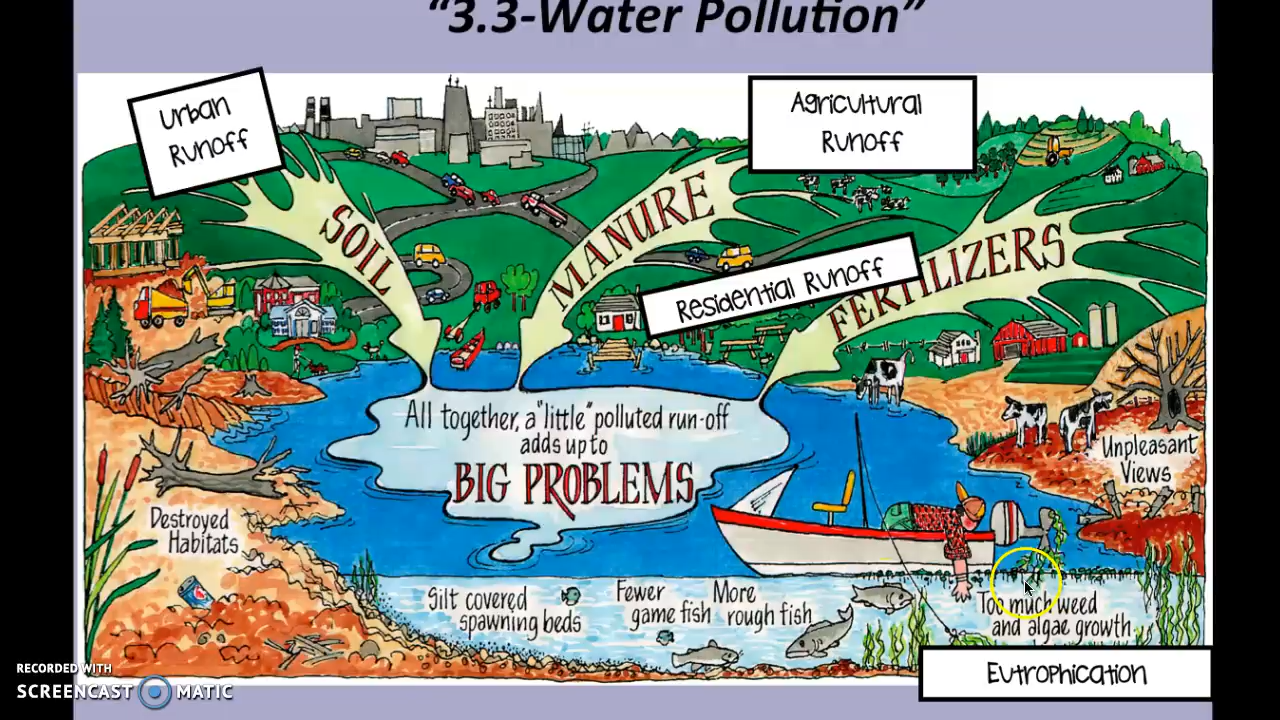 “3.3-Water Pollution”
Urban
Runoff
Agricultural
Runoff
SOIL
MANURE
Residential Runoff
FERTILIZERS
All together, a "little" polluted run-off
adds up to
BIG PROBLEMS
Unpleasant
Views
Destroyed
Habitats
Silt covered
spawning beds
Fewer
game fish
More
rough fish
Too much weed
and algae growth
Eutrophication
RECORDED WITH
SCREENCAST MATIC